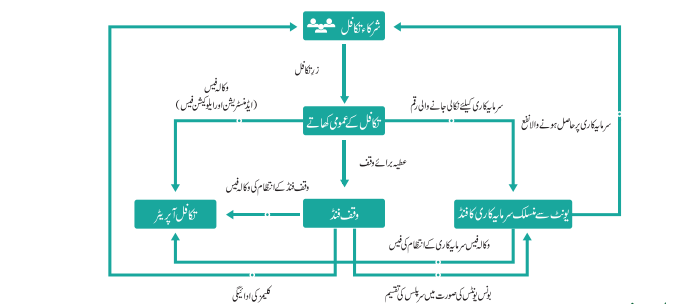 شرکاء تکافل
زرِ تکافل
وکالہ فیس
(ایڈمنسٹریشن اور ایلوکیشن فیس)
سرمایہ کاری کیلئے نکالی جانے والی رقم
تکافل کے عمومی کھاتے
سرمایہ کاری پر حاصل ہونے والا نفع
عطیہ برائے وقف
وقف فنڈ کے انتظام کی وکالہ فیس
یونٹ سے منسلک سرمایہ کاری کا فنڈ
وقف فنڈ
تکافل آپریٹر
وکالہ فیس سرمایہ کاری کے انتظام کی فیس
بونس یونٹس کی صورت میں سرپلس کی تقسیم
کلیمز کی ادائیگی